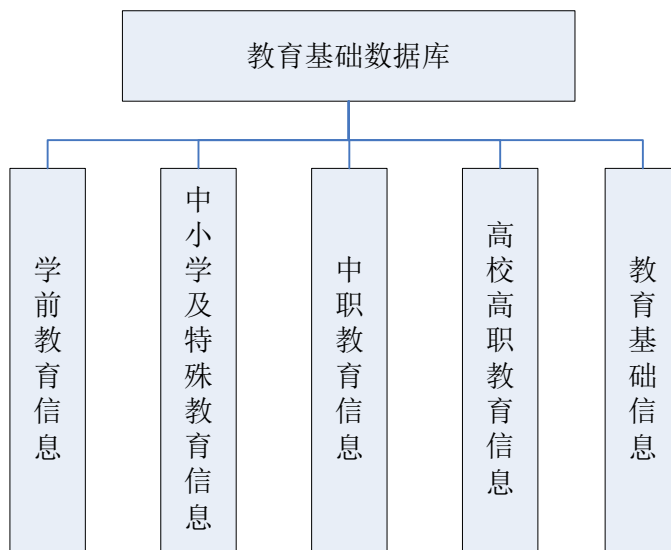 教育基础数据库
学前教育信息
中小学及特殊教育信息
中职教育信息
高校高职教育信息
教育基础信息